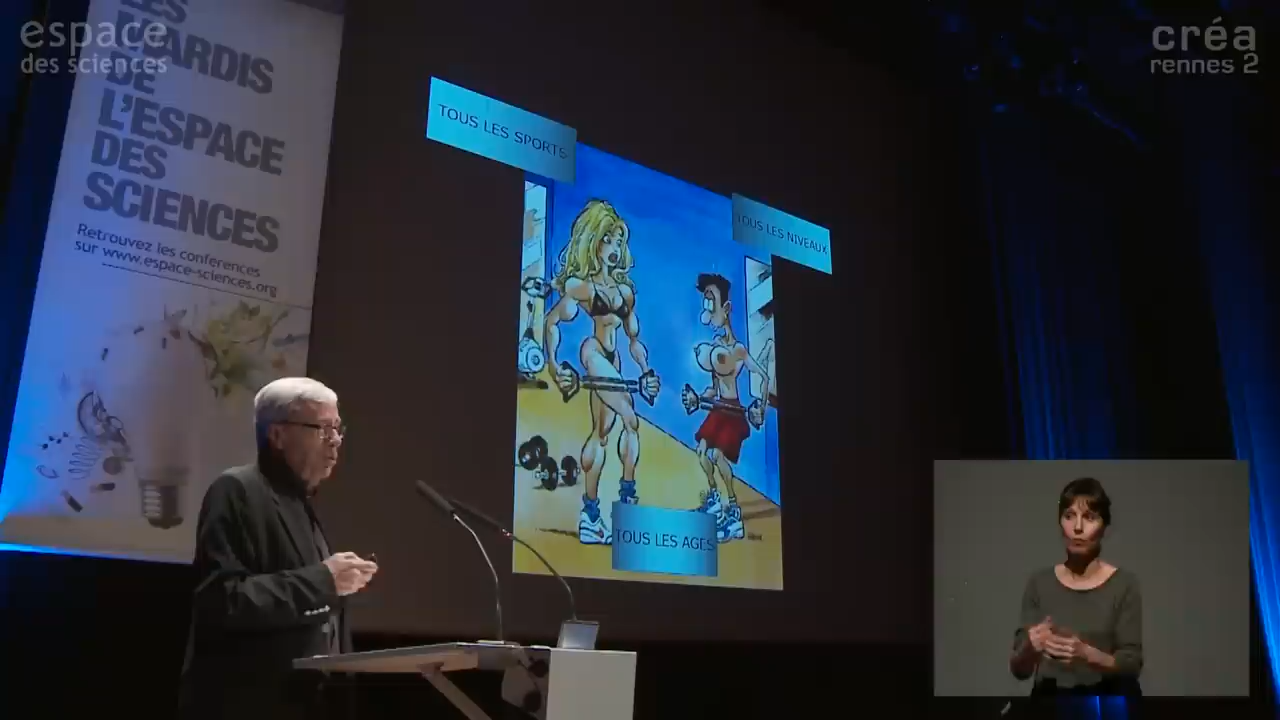 espace
des sciences
LES
MARDIS
DE
L'ESPACE
DES
SCIENCES
Retrouvez les conferences
sur www.espace-sciences.org
TOUS LES SPORTS
TOUS LES NIVEAUX
TOUS LES AGES
créa
rennes 2